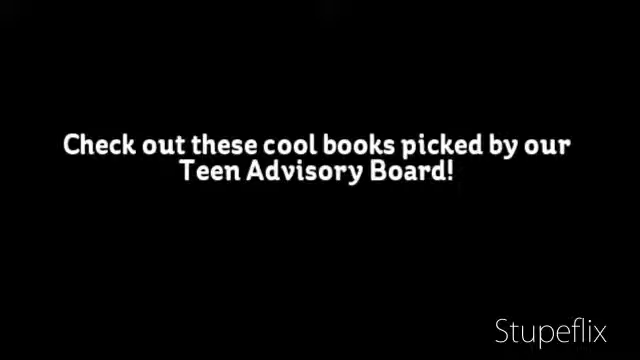 Check out these cool books picked by our
Teen Advisory Board!
Stupeflix